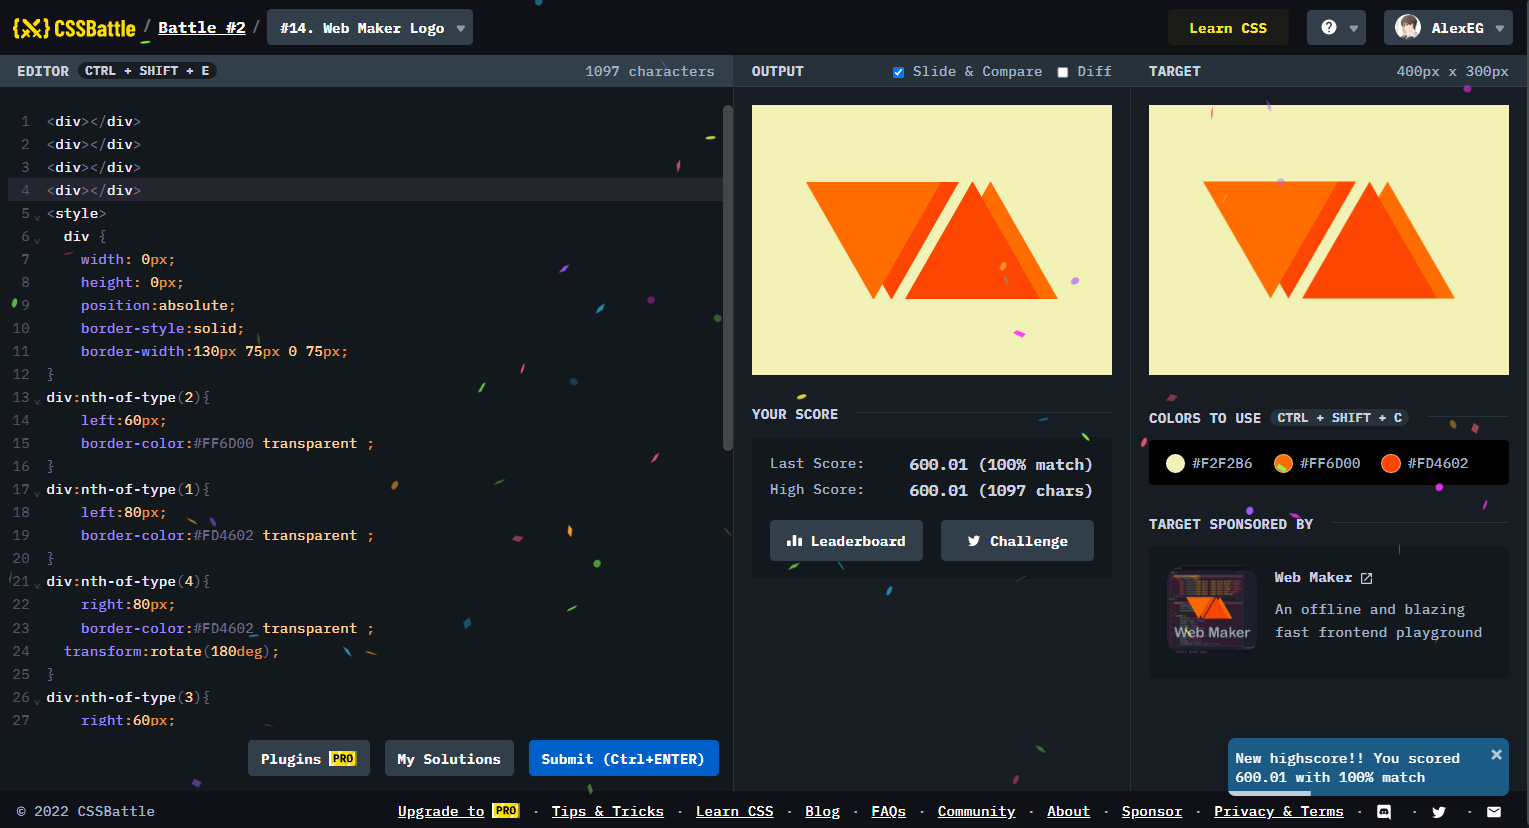 CSSBattle / Battle #2 / #14. Web Maker Logo
Learn CSS
?
AlexEG
EDITOR CTRL + SHIFT + E 1097 characters
1 <div></div>
2 <div></div>
3 <div></div>
4 <div></div>
5 <style>
6 div {
7 width: 0px;
8 height: 0px;
9 position:absolute;
10 border-style:solid;
11 border-width:130px 75px 0 75px;
12 }
13 div:nth-of-type(2){
14 left:60px;
15 border-color:#FF6D00 transparent ;
16 }
17 div:nth-of-type(1){
18 left:80px;
19 border-color:#FD4602 transparent ;
20 }
21 div:nth-of-type(4){
22 right:80px;
23 border-color:#FD4602 transparent ;
24 transform:rotate(180deg);
25 }
26 div:nth-of-type(3){
27 right:60px;
Plugins PRO
My Solutions
Submit (Ctrl+ENTER)
OUTPUT Slide & Compare Diff
YOUR SCORE
Last Score: 600.01 (100% match)
High Score: 600.01 (1097 chars)
Leaderboard
Challenge
TARGET 400px x 300px
COLORS TO USE CTRL + SHIFT + C
#F2F2B6 #FF6D00 #FD4602
TARGET SPONSORED BY
Web Maker
Web Maker
An offline and blazing
fast frontend playground
New highscore!! You scored
600.01 with 100% match
© 2022 CSSBattle
Upgrade to PRO · Tips & Tricks · Learn CSS · Blog · FAQs · Community · About · Sponsor · Privacy & Terms · · ·